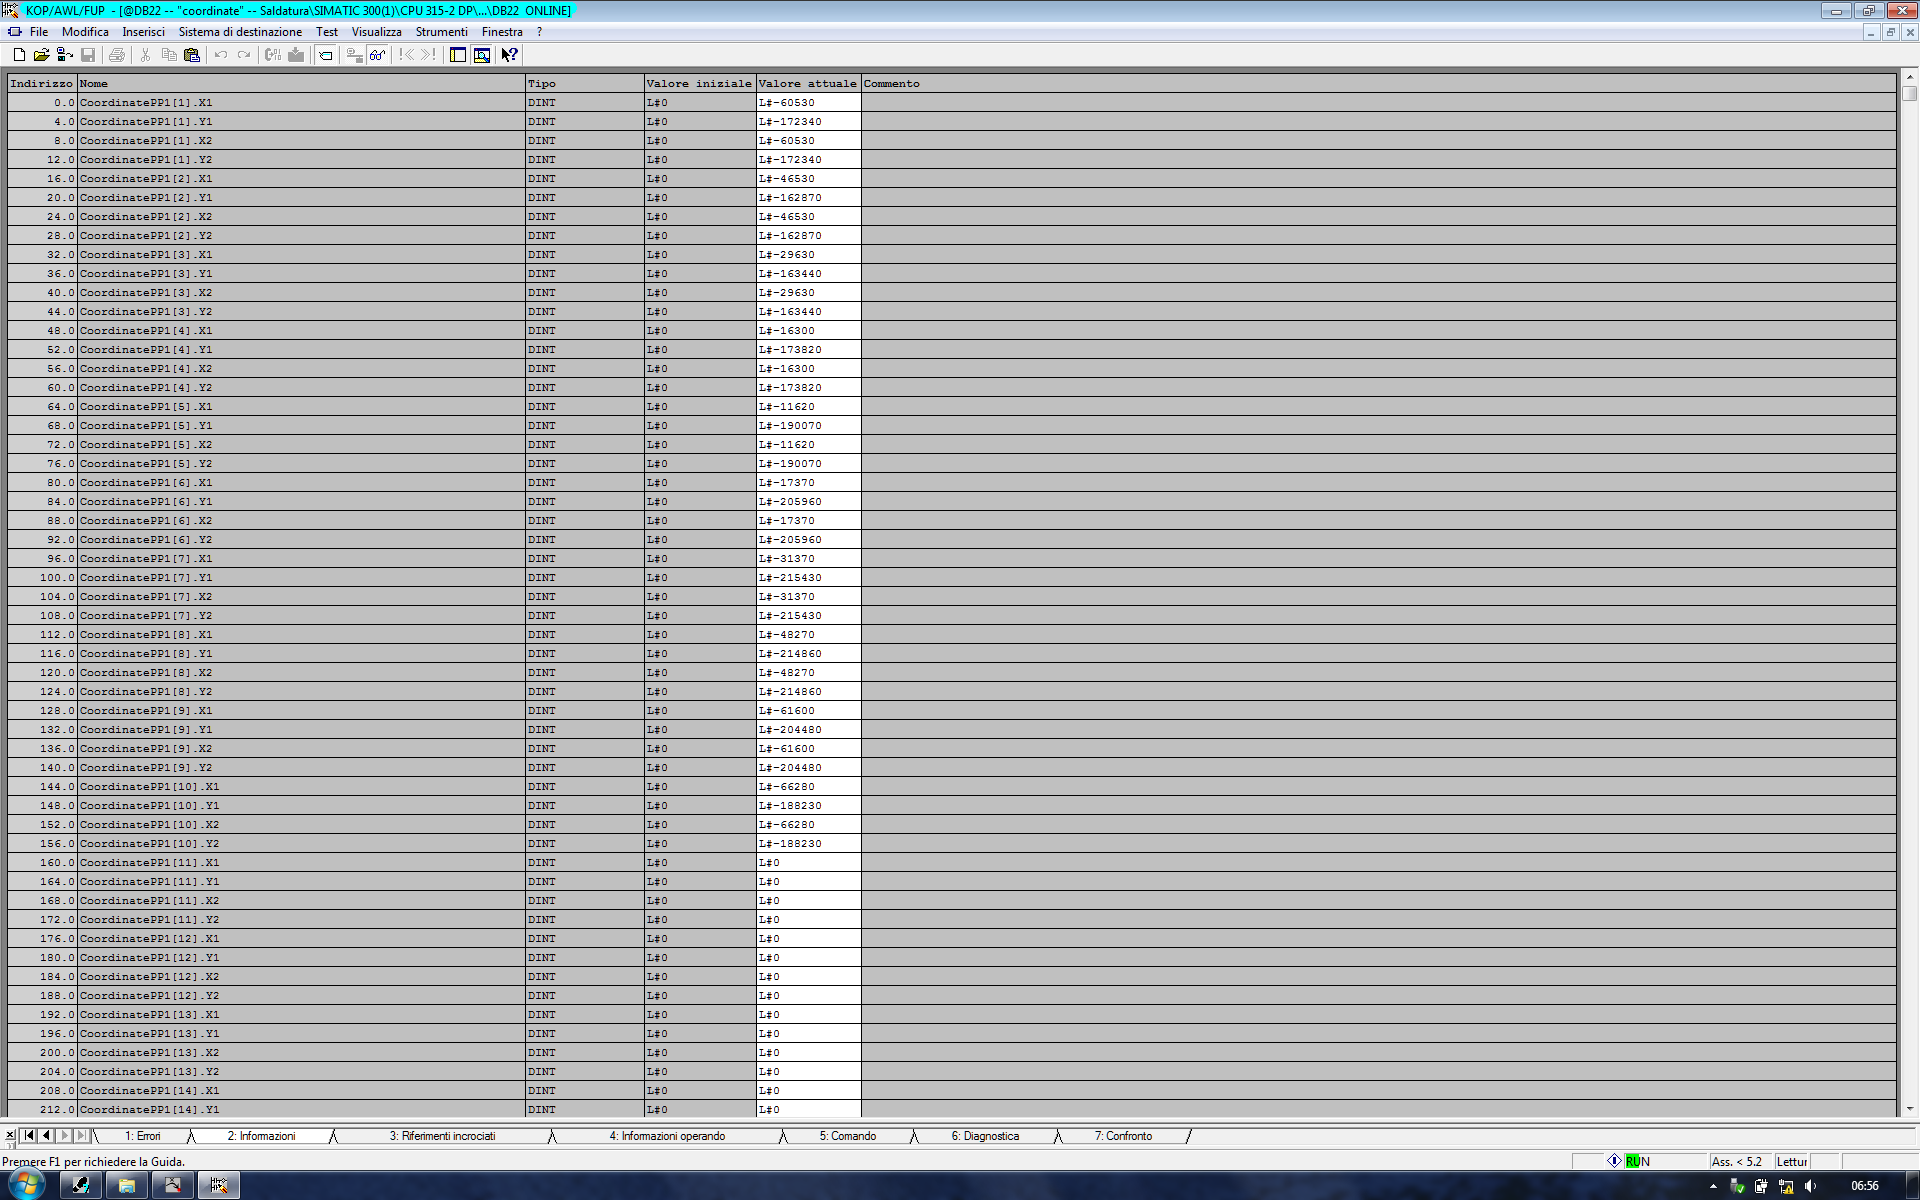 KOP/AWL/FUP - [@DB22 -- "coordinate" -- Saldatura\SIMATIC 300(1)\CPU 315-2 DP\...\DB22 ONLINE]
File Modifica Inserisci Sistema di destinazione Test Visualizza Strumenti Finestra ?
Indirizzo Nome Tipo Valore iniziale Valore attuale Commento
0.0 CoordinatePP1[1].X1 DINT L#0 L#-60530
4.0 CoordinatePP1[1].Y1 DINT L#0 L#-172340
8.0 CoordinatePP1[1].X2 DINT L#0 L#-60530
12.0 CoordinatePP1[1].Y2 DINT L#0 L#-172340
16.0 CoordinatePP1[2].X1 DINT L#0 L#-46530
20.0 CoordinatePP1[2].Y1 DINT L#0 L#-162870
24.0 CoordinatePP1[2].X2 DINT L#0 L#-46530
28.0 CoordinatePP1[2].Y2 DINT L#0 L#-162870
32.0 CoordinatePP1[3].X1 DINT L#0 L#-29630
36.0 CoordinatePP1[3].Y1 DINT L#0 L#-163440
40.0 CoordinatePP1[3].X2 DINT L#0 L#-29630
44.0 CoordinatePP1[3].Y2 DINT L#0 L#-163440
48.0 CoordinatePP1[4].X1 DINT L#0 L#-16300
52.0 CoordinatePP1[4].Y1 DINT L#0 L#-173820
56.0 CoordinatePP1[4].X2 DINT L#0 L#-16300
60.0 CoordinatePP1[4].Y2 DINT L#0 L#-173820
64.0 CoordinatePP1[5].X1 DINT L#0 L#-11620
68.0 CoordinatePP1[5].Y1 DINT L#0 L#-190070
72.0 CoordinatePP1[5].X2 DINT L#0 L#-11620
76.0 CoordinatePP1[5].Y2 DINT L#0 L#-190070
80.0 CoordinatePP1[6].X1 DINT L#0 L#-17370
84.0 CoordinatePP1[6].Y1 DINT L#0 L#-205960
88.0 CoordinatePP1[6].X2 DINT L#0 L#-17370
92.0 CoordinatePP1[6].Y2 DINT L#0 L#-205960
96.0 CoordinatePP1[7].X1 DINT L#0 L#-31370
100.0 CoordinatePP1[7].Y1 DINT L#0 L#-215430
104.0 CoordinatePP1[7].X2 DINT L#0 L#-31370
108.0 CoordinatePP1[7].Y2 DINT L#0 L#-215430
112.0 CoordinatePP1[8].X1 DINT L#0 L#-48270
116.0 CoordinatePP1[8].Y1 DINT L#0 L#-214860
120.0 CoordinatePP1[8].X2 DINT L#0 L#-48270
124.0 CoordinatePP1[8].Y2 DINT L#0 L#-214860
128.0 CoordinatePP1[9].X1 DINT L#0 L#-61600
132.0 CoordinatePP1[9].Y1 DINT L#0 L#-204480
136.0 CoordinatePP1[9].X2 DINT L#0 L#-61600
140.0 CoordinatePP1[9].Y2 DINT L#0 L#-204480
144.0 CoordinatePP1[10].X1 DINT L#0 L#-66280
148.0 CoordinatePP1[10].Y1 DINT L#0 L#-188230
152.0 CoordinatePP1[10].X2 DINT L#0 L#-66280
156.0 CoordinatePP1[10].Y2 DINT L#0 L#-188230
160.0 CoordinatePP1[11].X1 DINT L#0 L#0
164.0 CoordinatePP1[11].Y1 DINT L#0 L#0
168.0 CoordinatePP1[11].X2 DINT L#0 L#0
172.0 CoordinatePP1[11].Y2 DINT L#0 L#0
176.0 CoordinatePP1[12].X1 DINT L#0 L#0
180.0 CoordinatePP1[12].Y1 DINT L#0 L#0
184.0 CoordinatePP1[12].X2 DINT L#0 L#0
188.0 CoordinatePP1[12].Y2 DINT L#0 L#0
192.0 CoordinatePP1[13].X1 DINT L#0 L#0
196.0 CoordinatePP1[13].Y1 DINT L#0 L#0
200.0 CoordinatePP1[13].X2 DINT L#0 L#0
204.0 CoordinatePP1[13].Y2 DINT L#0 L#0
208.0 CoordinatePP1[14].X1 DINT L#0 L#0
212.0 CoordinatePP1[14].Y1 DINT L#0 L#0
1: Errori 2: Informazioni 3: Riferimenti incrociati 4: Informazioni operando 5: Comando 6: Diagnostica 7: Confronto
Premere F1 per richiedere la Guida. RUN Ass. < 5.2 Lettur
06:56